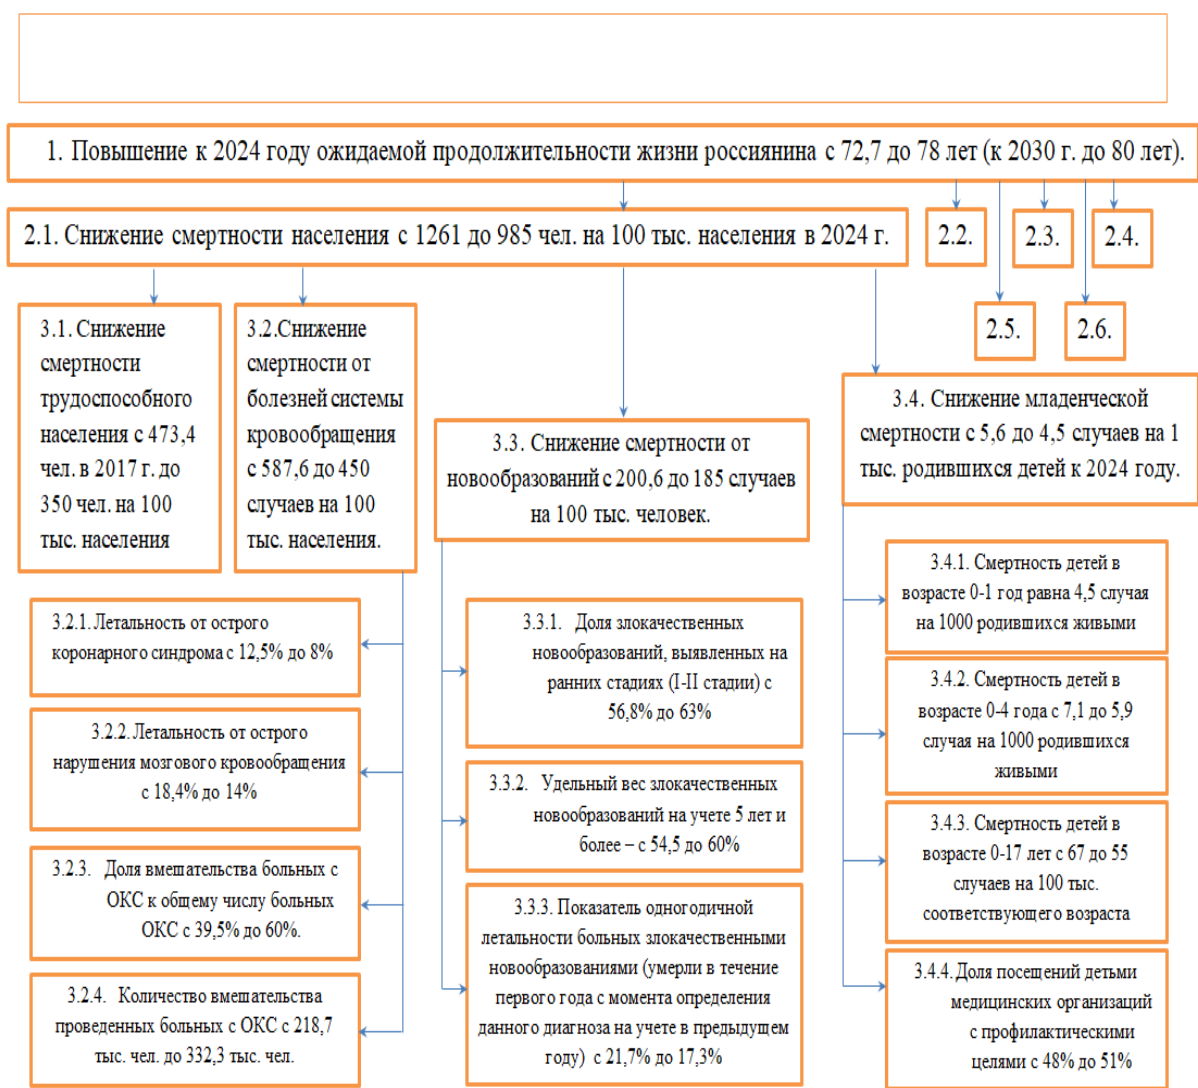 1. Повышение к 2024 году ожидаемой продолжительности жизни россиянина с 72,7 до 78 лет (к 2030 г. до 80 лет).
2.1. Снижение смертности населения с 1261 до 985 чел. на 100 тыс. населения в 2024 г.
2.2.
2.3.
2.4.
2.5.
2.6.
3.1. Снижение
смертности
трудоспособного
населения с 473,4
чел. в 2017 г. до
350 чел. на 100
тыс. населения
3.2.Снижение
смертности от
болезней системы
кровообращения
с 587,6 до 450
случаев на 100
тыс. населения.
3.3. Снижение смертности от
новообразований с 200,6 до 185 случаев
на 100 тыс. человек.
3.4. Снижение младенческой
смертности с 5,6 до 4,5 случаев на 1
тыс. родившихся детей к 2024 году.
3.2.1. Летальность от острого
коронарного синдрома с 12,5% до 8%
3.2.2. Летальность от острого
нарушения мозгового кровообращения
с 18,4% до 14%
3.2.3. Доля вмешательства больных с
ОКС к общему числу больных
ОКС с 39,5% до 60%.
3.2.4. Количество вмешательства
проведенных больных с ОКС с 218,7
тыс. чел. до 332,3 тыс. чел.
3.3.1. Доля злокачественных
новообразований, выявленных на
ранних стадиях (I-II стадии) с
56,8% до 63%
3.3.2. Удельный вес злокачественных
новообразований на учете 5 лет и
более – с 54,5 до 60%
3.3.3. Показатель одногодичной
летальности больных злокачественными
новообразованиями (умерли в течение
первого года с момента определения
данного диагноза на учете в предыдущем
году) с 21,7% до 17,3%
3.4.1. Смертность детей в
возрасте 0-1 год равна 4,5 случая
на 1000 родившихся живыми
3.4.2. Смертность детей в
возрасте 0-4 года с 7,1 до 5,9
случая на 1000 родившихся
живыми
3.4.3. Смертность детей в
возрасте 0-17 лет с 67 до 55
случаев на 100 тыс.
соответствующего возраста
3.4.4. Доля посещений детьми
медицинских организаций
с профилактическими
целями с 48% до 51%